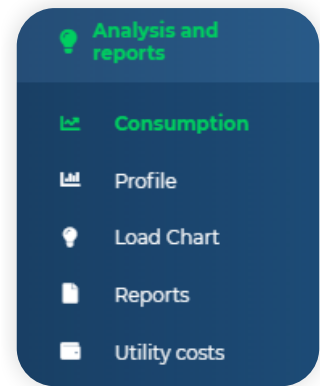 Analysis and
reports
Consumption
Profile
Load Chart
Reports
Utility costs